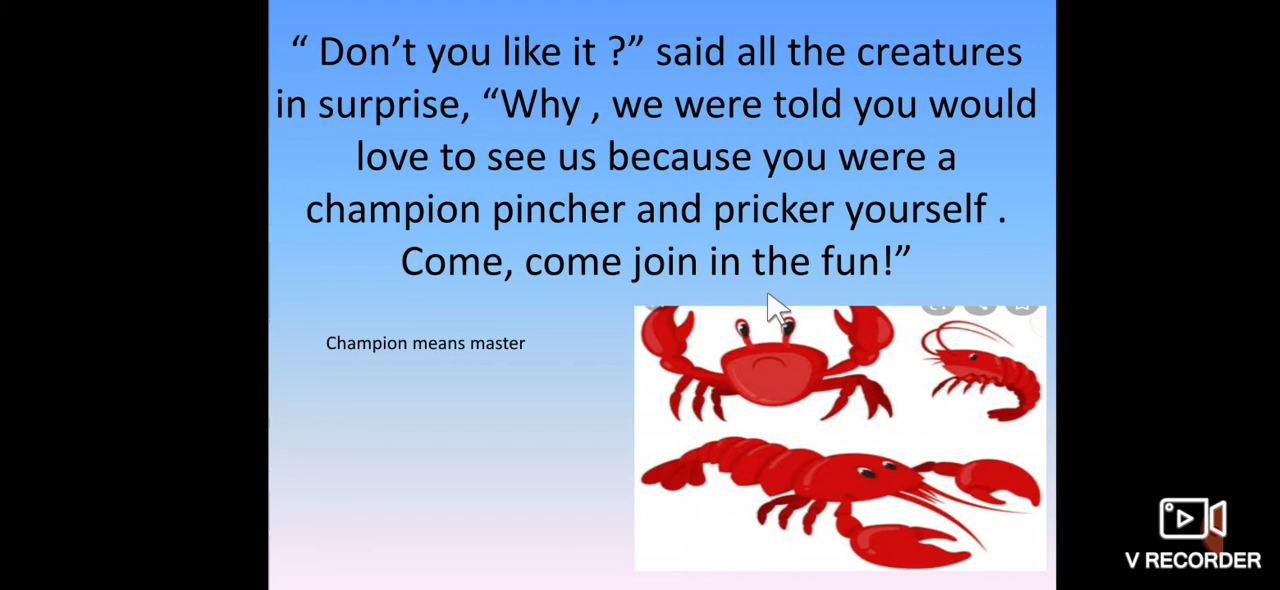 “ Don’t you like it ?” said all the creatures
in surprise, “Why , we were told you would
love to see us because you were a
champion pincher and pricker yourself .
Come, come join in the fun!”
Champion means master
V RECORDER